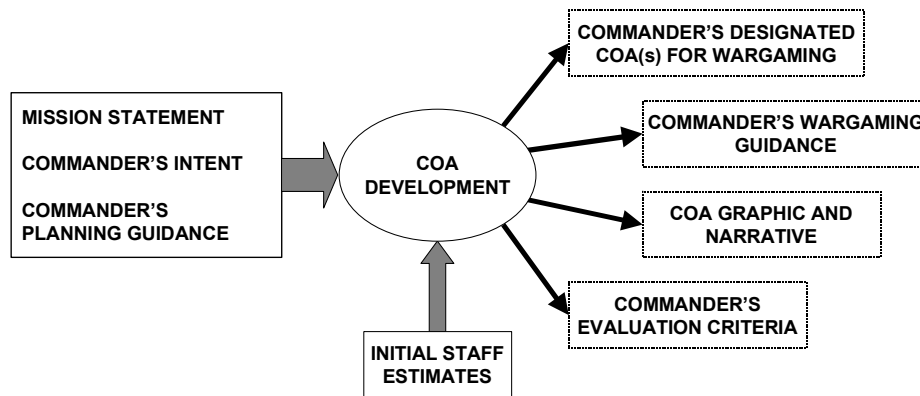 MISSION STATEMENT
COMMANDER'S INTENT
COMMANDER'S
PLANNING GUIDANCE
COA
DEVELOPMENT
INITIAL STAFF
ESTIMATES
COMMANDER'S DESIGNATED
COA(s) FOR WARGAMING
COMMANDER'S WARGAMING
GUIDANCE
COA GRAPHIC AND
NARRATIVE
COMMANDER'S
EVALUATION CRITERIA